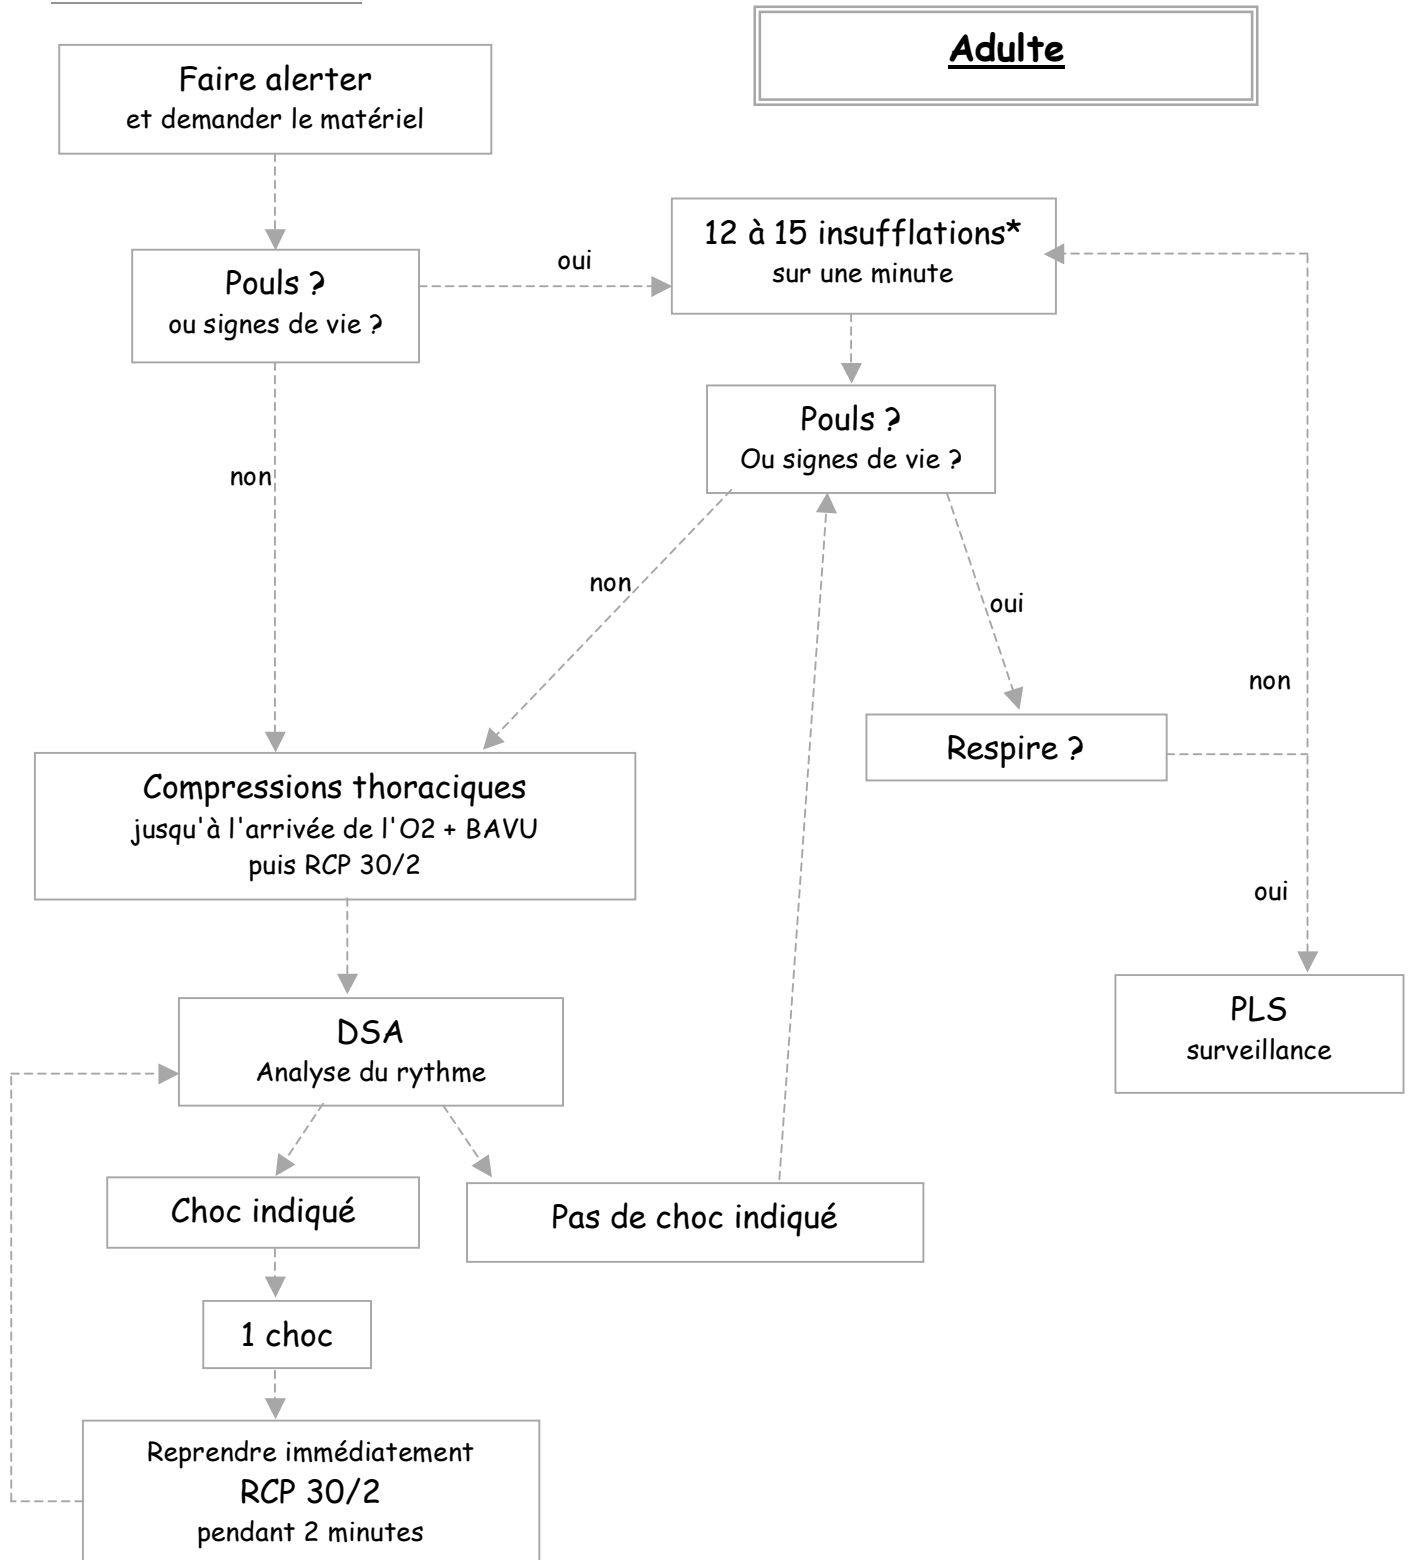 Adulte
Faire alerter
et demander le matériel
12 à 15 insufflations*
sur une minute
Pouls ?
ou signes de vie ?
oui
Pouls ?
Ou signes de vie ?
non
non
oui
non
Respire ?
Compressions thoraciques
jusqu'à l'arrivée de l'O2 + BAVU
puis RCP 30/2
oui
DSA
Analyse du rythme
PLS
surveillance
Choc indiqué
Pas de choc indiqué
1 choc
Reprendre immédiatement
RCP 30/2
pendant 2 minutes